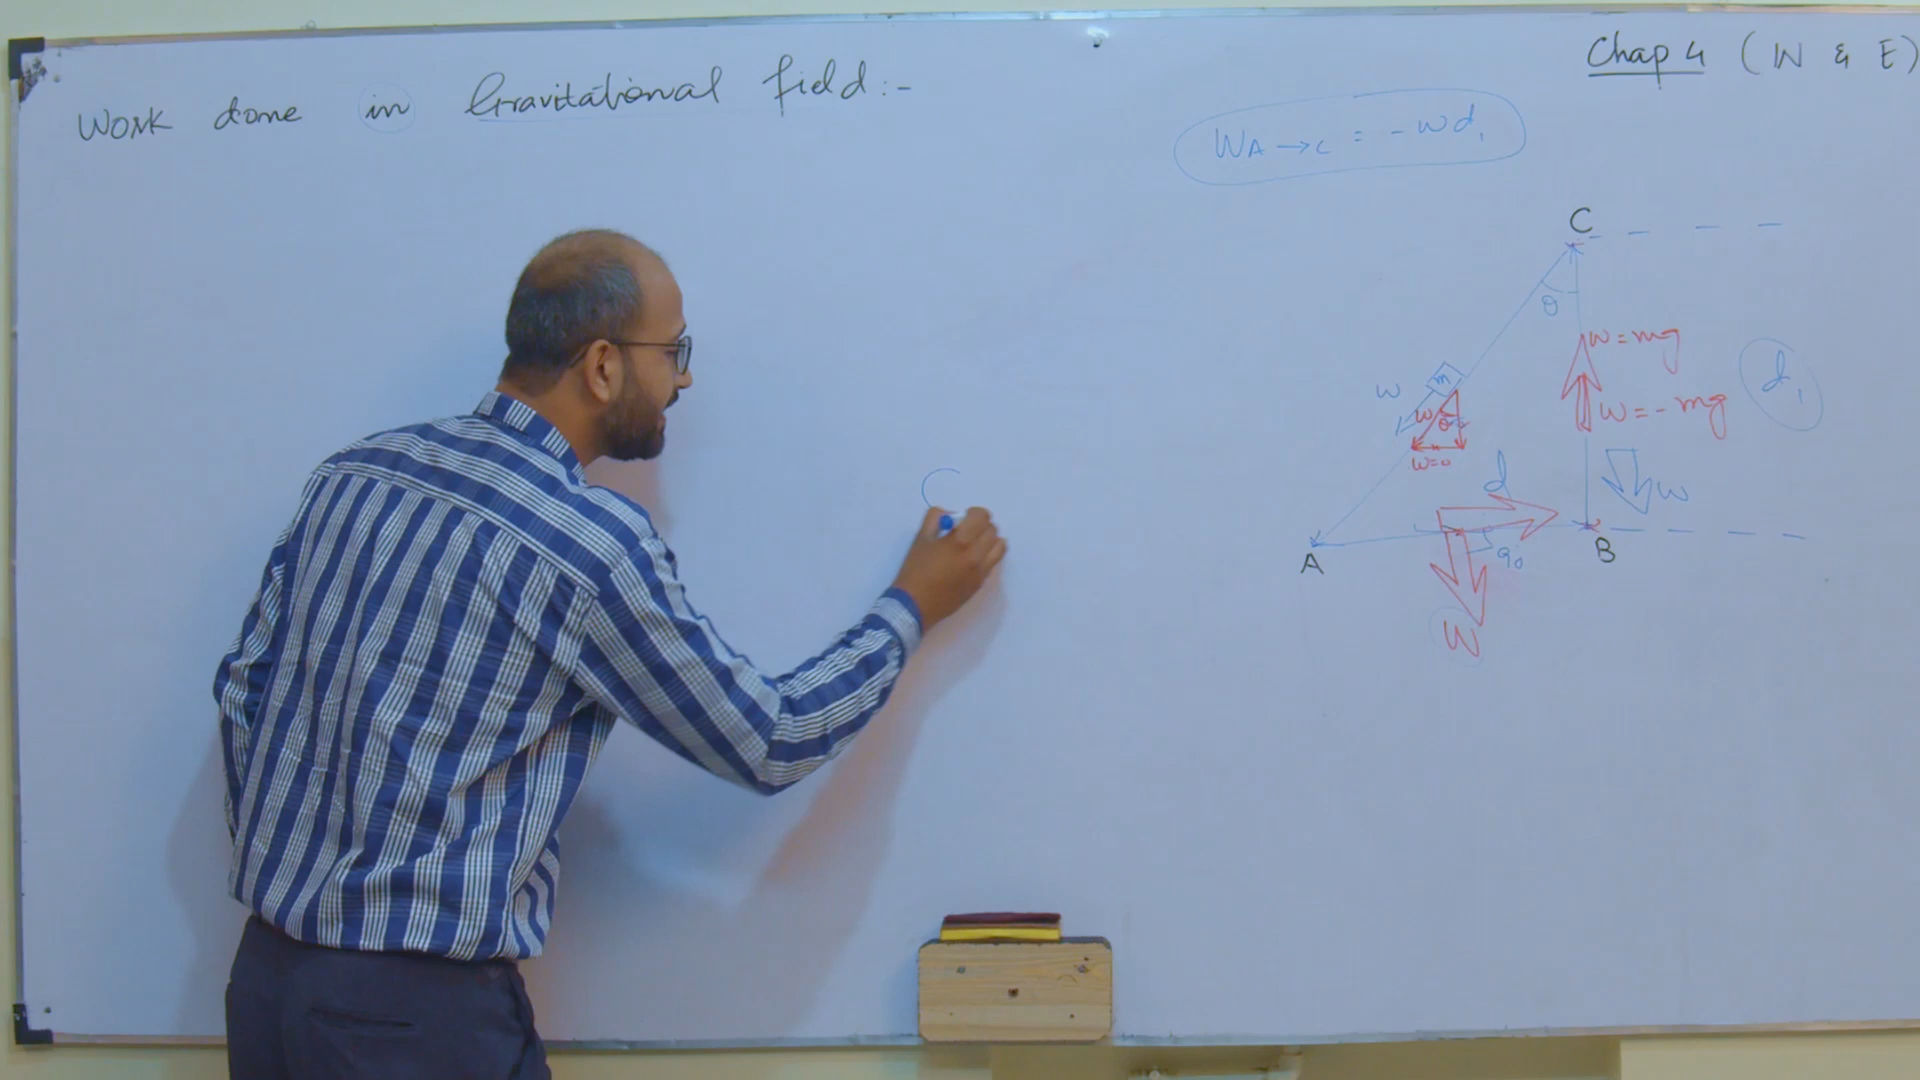 Work done in Gravitational field:-
Chap 4 (W & E)
WA→C = -wd1
C
θ
w = mg
w = -mg
d1
w
m
w
θ
w=0
d
w
A
90
B
W
C